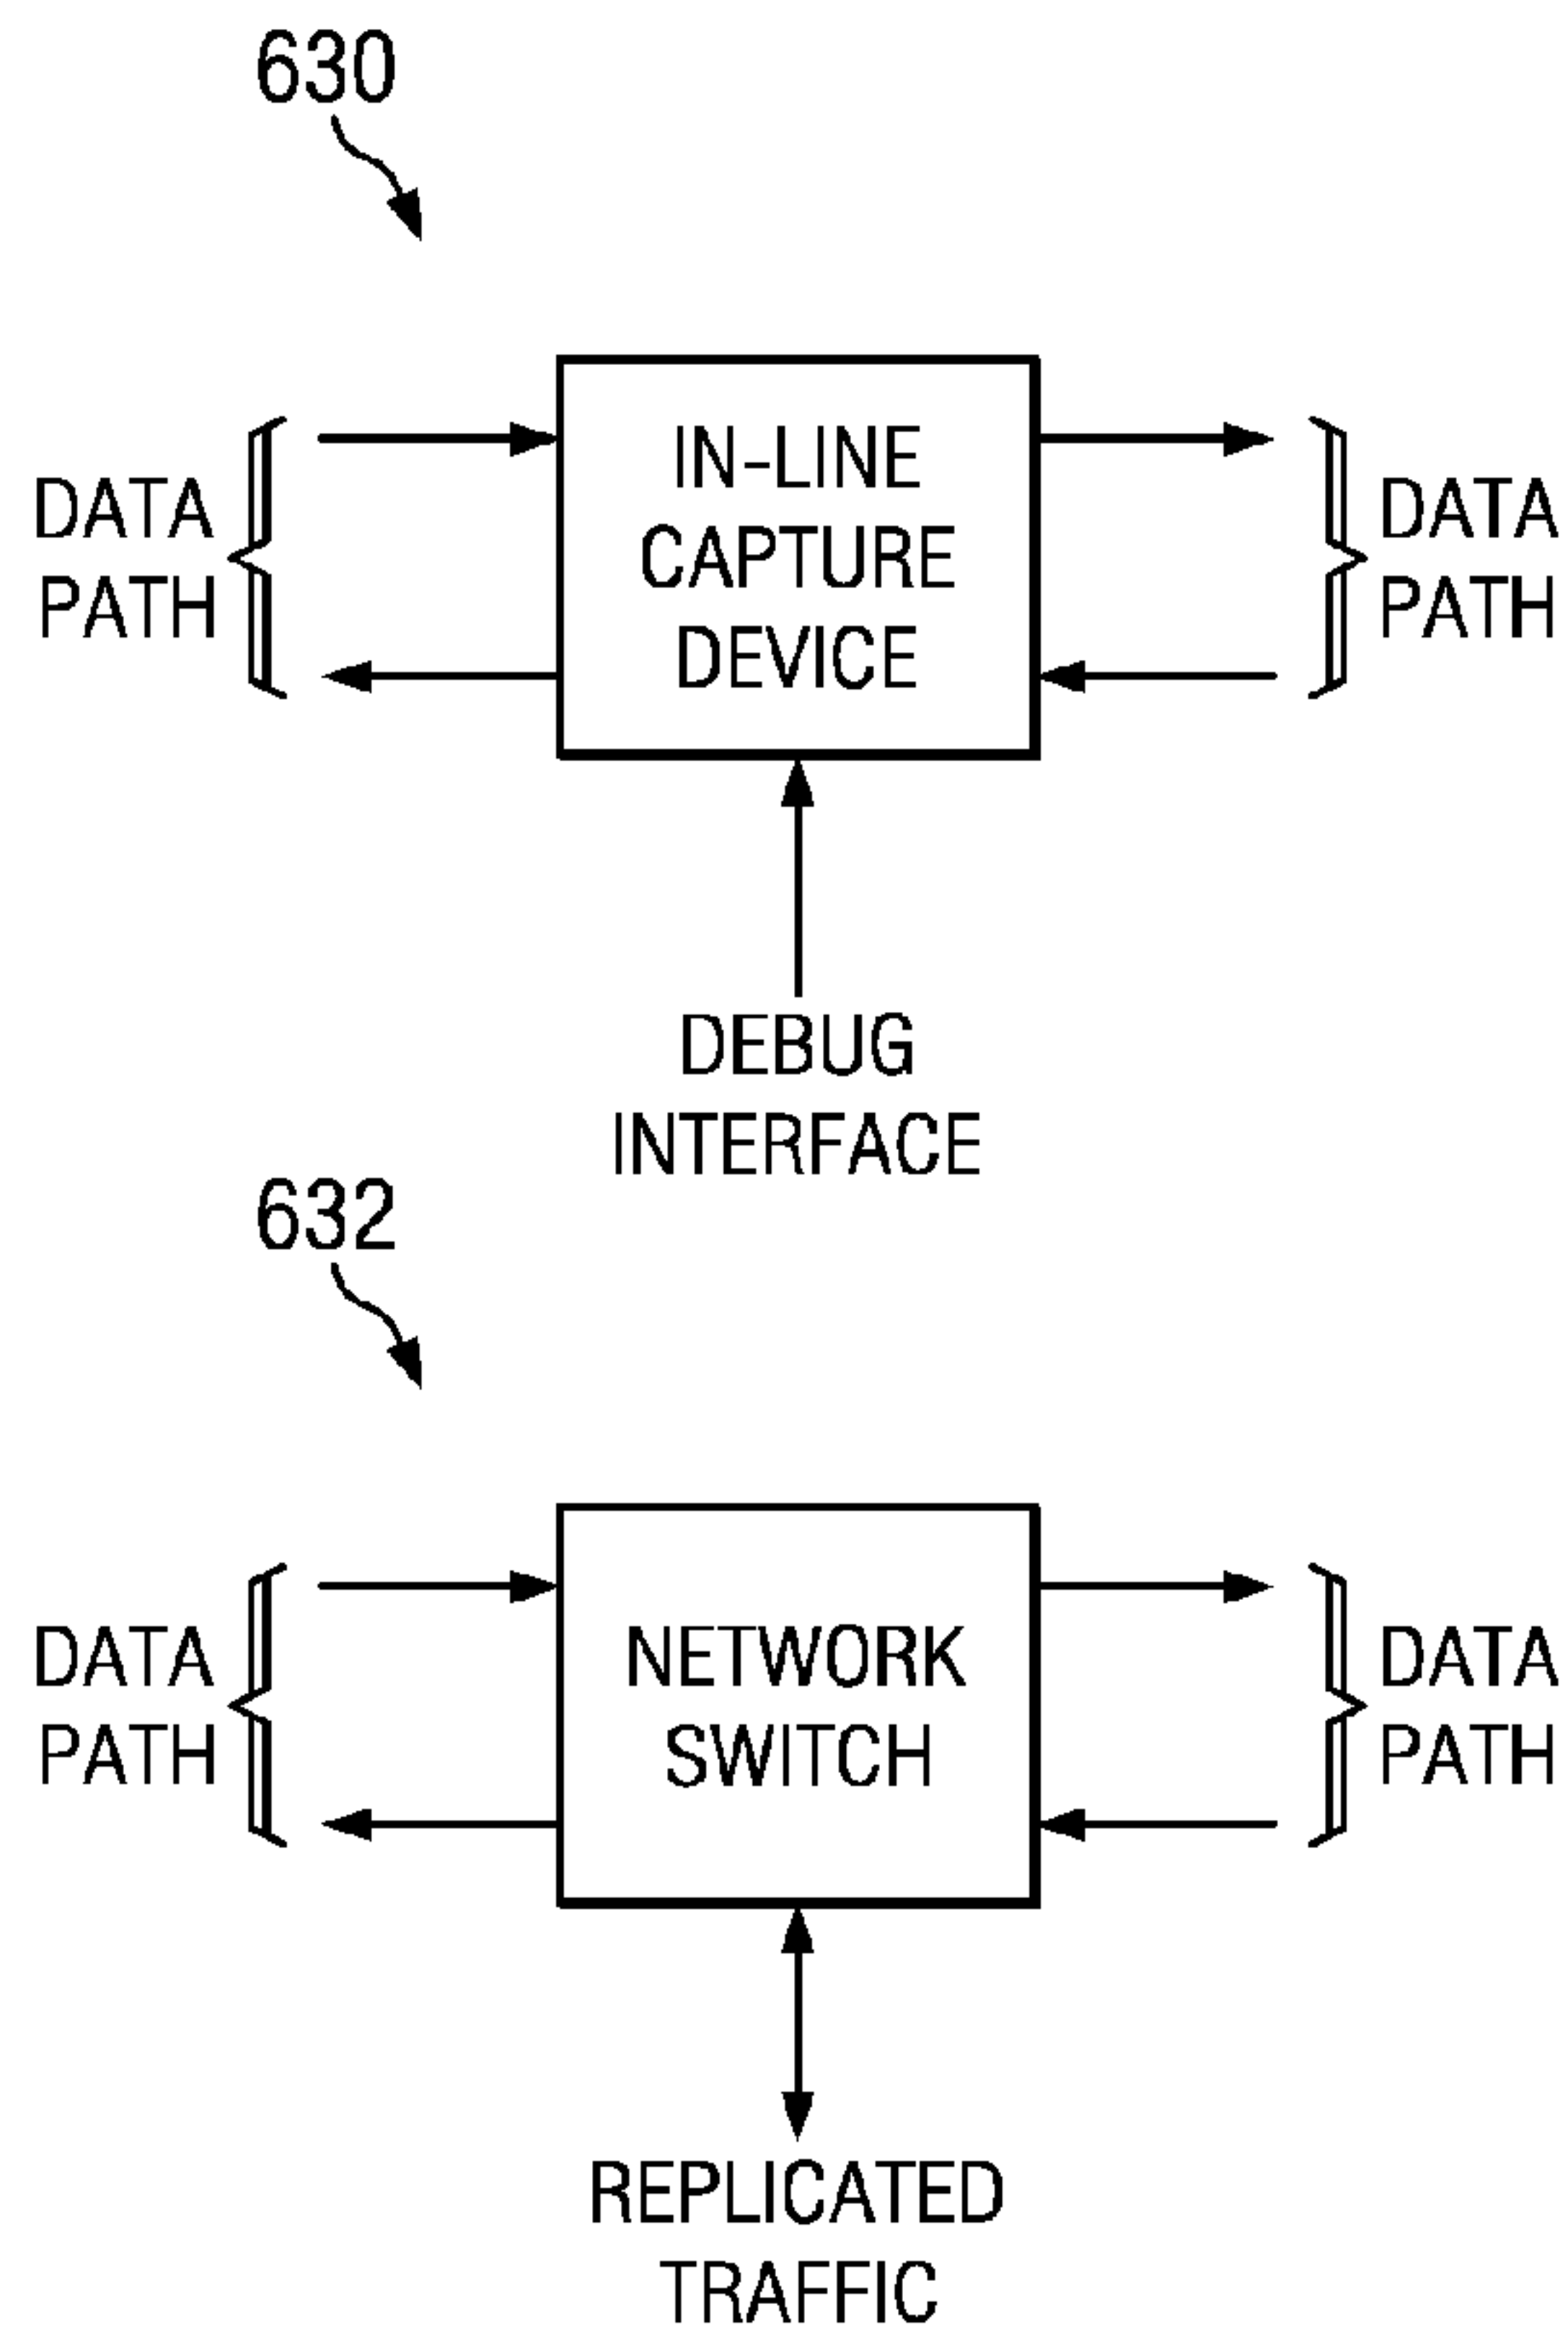 630
IN-LINE
CAPTURE
DEVICE
DATA
PATH
DATA
PATH
DEBUG
INTERFACE
632
NETWORK
SWITCH
DATA
PATH
DATA
PATH
REPLICATED
TRAFFIC